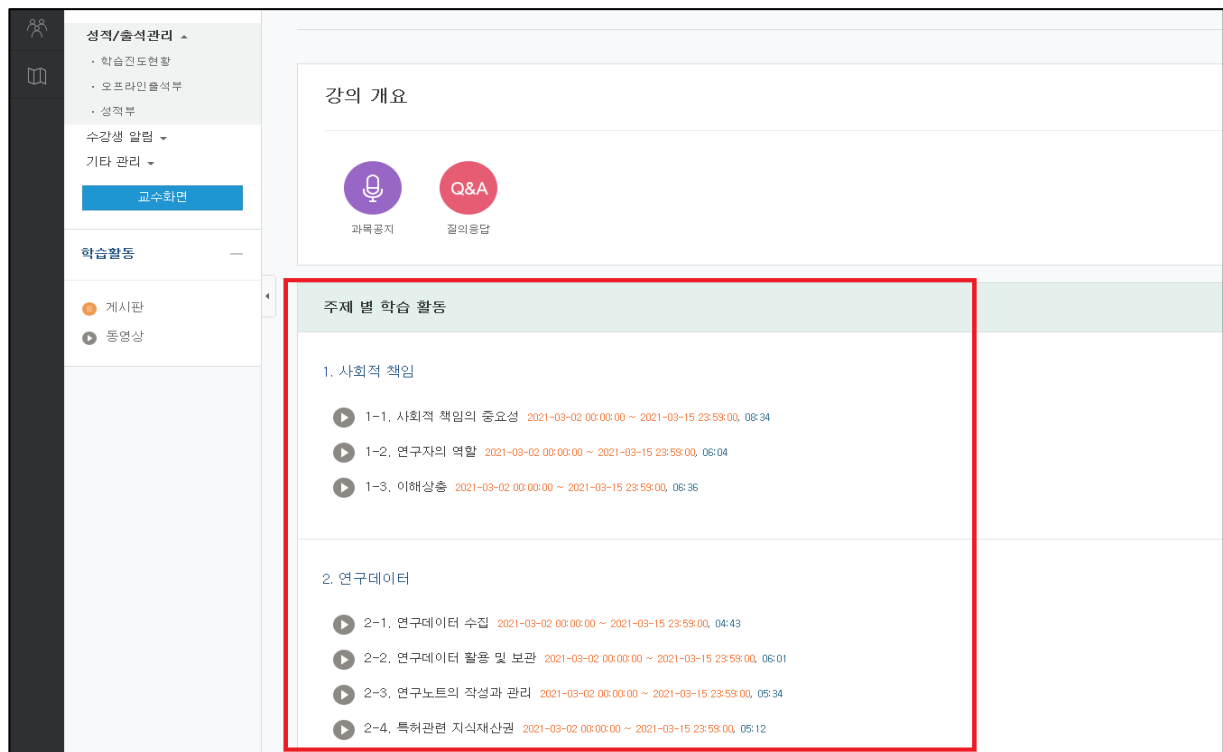 성적/출석관리
· 학습진도현황
· 오프라인출석부
· 성적부
수강생 알림
기타 관리
교수화면
학습활동
게시판
동영상
강의 개요
Q&A
과목공지 질의응답
주제 별 학습 활동
1. 사회적 책임
1-1. 사회적 책임의 중요성 2021-03-02 00:00:00 ~ 2021-03-15 23:59:00, 08:34
1-2. 연구자의 역할 2021-03-02 00:00:00 ~ 2021-03-15 23:59:00, 06:04
1-3. 이해상충 2021-03-02 00:00:00 ~ 2021-03-15 23:59:00, 06:36
2. 연구데이터
2-1. 연구데이터 수집 2021-03-02 00:00:00 ~ 2021-03-15 23:59:00, 04:43
2-2. 연구데이터 활용 및 보관 2021-03-02 00:00:00 ~ 2021-03-15 23:59:00, 06:01
2-3. 연구노트의 작성과 관리 2021-03-02 00:00:00 ~ 2021-03-15 23:59:00, 05:34
2-4. 특허관련 지식재산권 2021-03-02 00:00:00 ~ 2021-03-15 23:59:00, 05:12